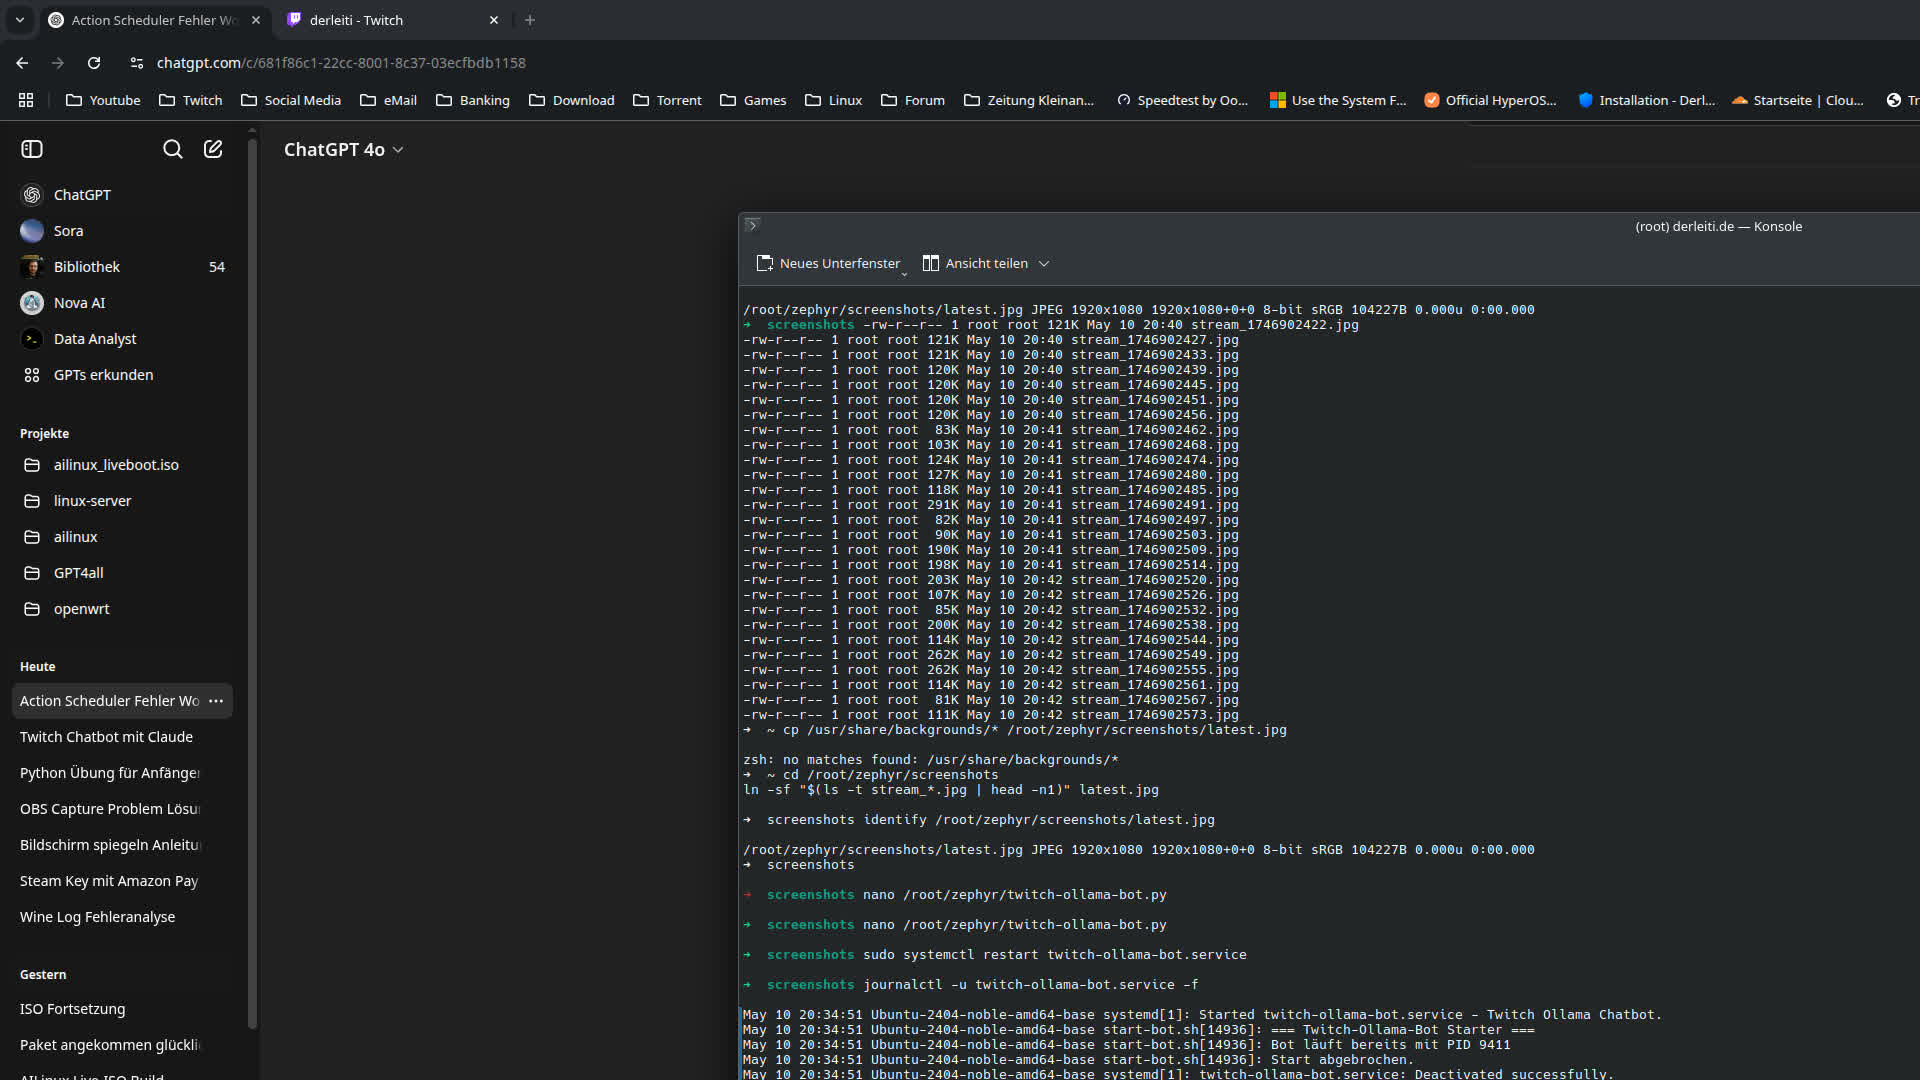 Action Scheduler Fehler Wo
derleiti - Twitch
chatgpt.com/c/681f86c1-22cc-8001-8c37-03ecfbdb1158
Youtube
Twitch
Social Media
eMail
Banking
Download
Torrent
Games
Linux
Forum
Zeitung Kleinan...
Speedtest by Oo...
Use the System F...
Official HyperOS...
Installation - Derl...
Startseite | Clou...
Tr
ChatGPT 4o
ChatGPT
Sora
Bibliothek 54
Nova AI
Data Analyst
GPTs erkunden
Projekte
ailinux_liveboot.iso
linux-server
ailinux
GPT4all
openwrt
Heute
Action Scheduler Fehler Wo
Twitch Chatbot mit Claude
Python Übung für Anfänger
OBS Capture Problem Lösu
Bildschirm spiegeln Anleitu
Steam Key mit Amazon Pay
Wine Log Fehleranalyse
Gestern
ISO Fortsetzung
Paket angekommen glückli
AILinux Live ISO Build
(root) derleiti.de — Konsole
Neues Unterfenster
Ansicht teilen
/root/zephyr/screenshots/latest.jpg JPEG 1920x1080 1920x1080+0+0 8-bit sRGB 104227B 0.000u 0:00.000
➜  screenshots -rw-r--r-- 1 root root 121K May 10 20:40 stream_1746902422.jpg
-rw-r--r-- 1 root root 121K May 10 20:40 stream_1746902427.jpg
-rw-r--r-- 1 root root 121K May 10 20:40 stream_1746902433.jpg
-rw-r--r-- 1 root root 120K May 10 20:40 stream_1746902439.jpg
-rw-r--r-- 1 root root 120K May 10 20:40 stream_1746902445.jpg
-rw-r--r-- 1 root root 120K May 10 20:40 stream_1746902451.jpg
-rw-r--r-- 1 root root 120K May 10 20:40 stream_1746902456.jpg
-rw-r--r-- 1 root root  83K May 10 20:41 stream_1746902462.jpg
-rw-r--r-- 1 root root 103K May 10 20:41 stream_1746902468.jpg
-rw-r--r-- 1 root root 124K May 10 20:41 stream_1746902474.jpg
-rw-r--r-- 1 root root 127K May 10 20:41 stream_1746902480.jpg
-rw-r--r-- 1 root root 118K May 10 20:41 stream_1746902485.jpg
-rw-r--r-- 1 root root 291K May 10 20:41 stream_1746902491.jpg
-rw-r--r-- 1 root root  82K May 10 20:41 stream_1746902497.jpg
-rw-r--r-- 1 root root  90K May 10 20:41 stream_1746902503.jpg
-rw-r--r-- 1 root root 190K May 10 20:41 stream_1746902509.jpg
-rw-r--r-- 1 root root 198K May 10 20:41 stream_1746902514.jpg
-rw-r--r-- 1 root root 203K May 10 20:42 stream_1746902520.jpg
-rw-r--r-- 1 root root 107K May 10 20:42 stream_1746902526.jpg
-rw-r--r-- 1 root root  85K May 10 20:42 stream_1746902532.jpg
-rw-r--r-- 1 root root 200K May 10 20:42 stream_1746902538.jpg
-rw-r--r-- 1 root root 114K May 10 20:42 stream_1746902544.jpg
-rw-r--r-- 1 root root 262K May 10 20:42 stream_1746902549.jpg
-rw-r--r-- 1 root root 262K May 10 20:42 stream_1746902555.jpg
-rw-r--r-- 1 root root 114K May 10 20:42 stream_1746902561.jpg
-rw-r--r-- 1 root root  81K May 10 20:42 stream_1746902567.jpg
-rw-r--r-- 1 root root 111K May 10 20:42 stream_1746902573.jpg
➜  ~ cp /usr/share/backgrounds/* /root/zephyr/screenshots/latest.jpg
zsh: no matches found: /usr/share/backgrounds/*
➜  ~ cd /root/zephyr/screenshots
ln -sf "$(ls -t stream_*.jpg | head -n1)" latest.jpg
➜  screenshots identify /root/zephyr/screenshots/latest.jpg
/root/zephyr/screenshots/latest.jpg JPEG 1920x1080 1920x1080+0+0 8-bit sRGB 104227B 0.000u 0:00.000
➜  screenshots
➜  screenshots nano /root/zephyr/twitch-ollama-bot.py
➜  screenshots nano /root/zephyr/twitch-ollama-bot.py
➜  screenshots sudo systemctl restart twitch-ollama-bot.service
➜  screenshots journalctl -u twitch-ollama-bot.service -f
May 10 20:34:51 Ubuntu-2404-noble-amd64-base systemd[1]: Started twitch-ollama-bot.service - Twitch Ollama Chatbot.
May 10 20:34:51 Ubuntu-2404-noble-amd64-base start-bot.sh[14936]: === Twitch-Ollama-Bot Starter ===
May 10 20:34:51 Ubuntu-2404-noble-amd64-base start-bot.sh[14936]: Bot läuft bereits mit PID 9411
May 10 20:34:51 Ubuntu-2404-noble-amd64-base start-bot.sh[14936]: Start abgebrochen.
May 10 20:34:51 Ubuntu-2404-noble-amd64-base systemd[1]: twitch-ollama-bot.service: Deactivated successfully.